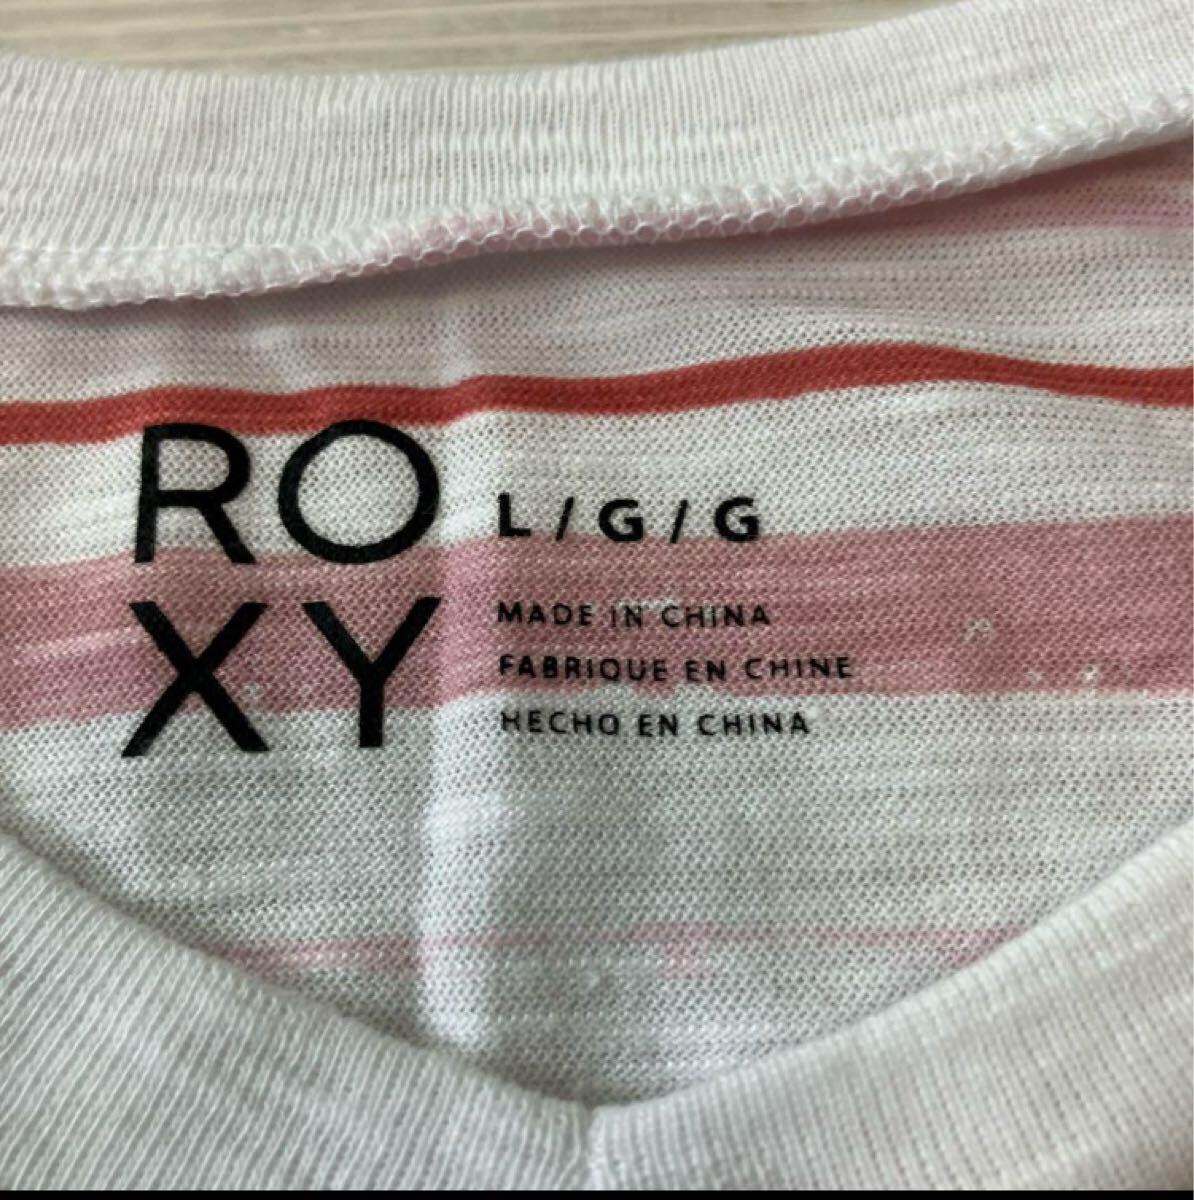 RO
XY
L / G / G
MADE IN CHINA
FABRIQUE EN CHINE
HECHO EN CHINA